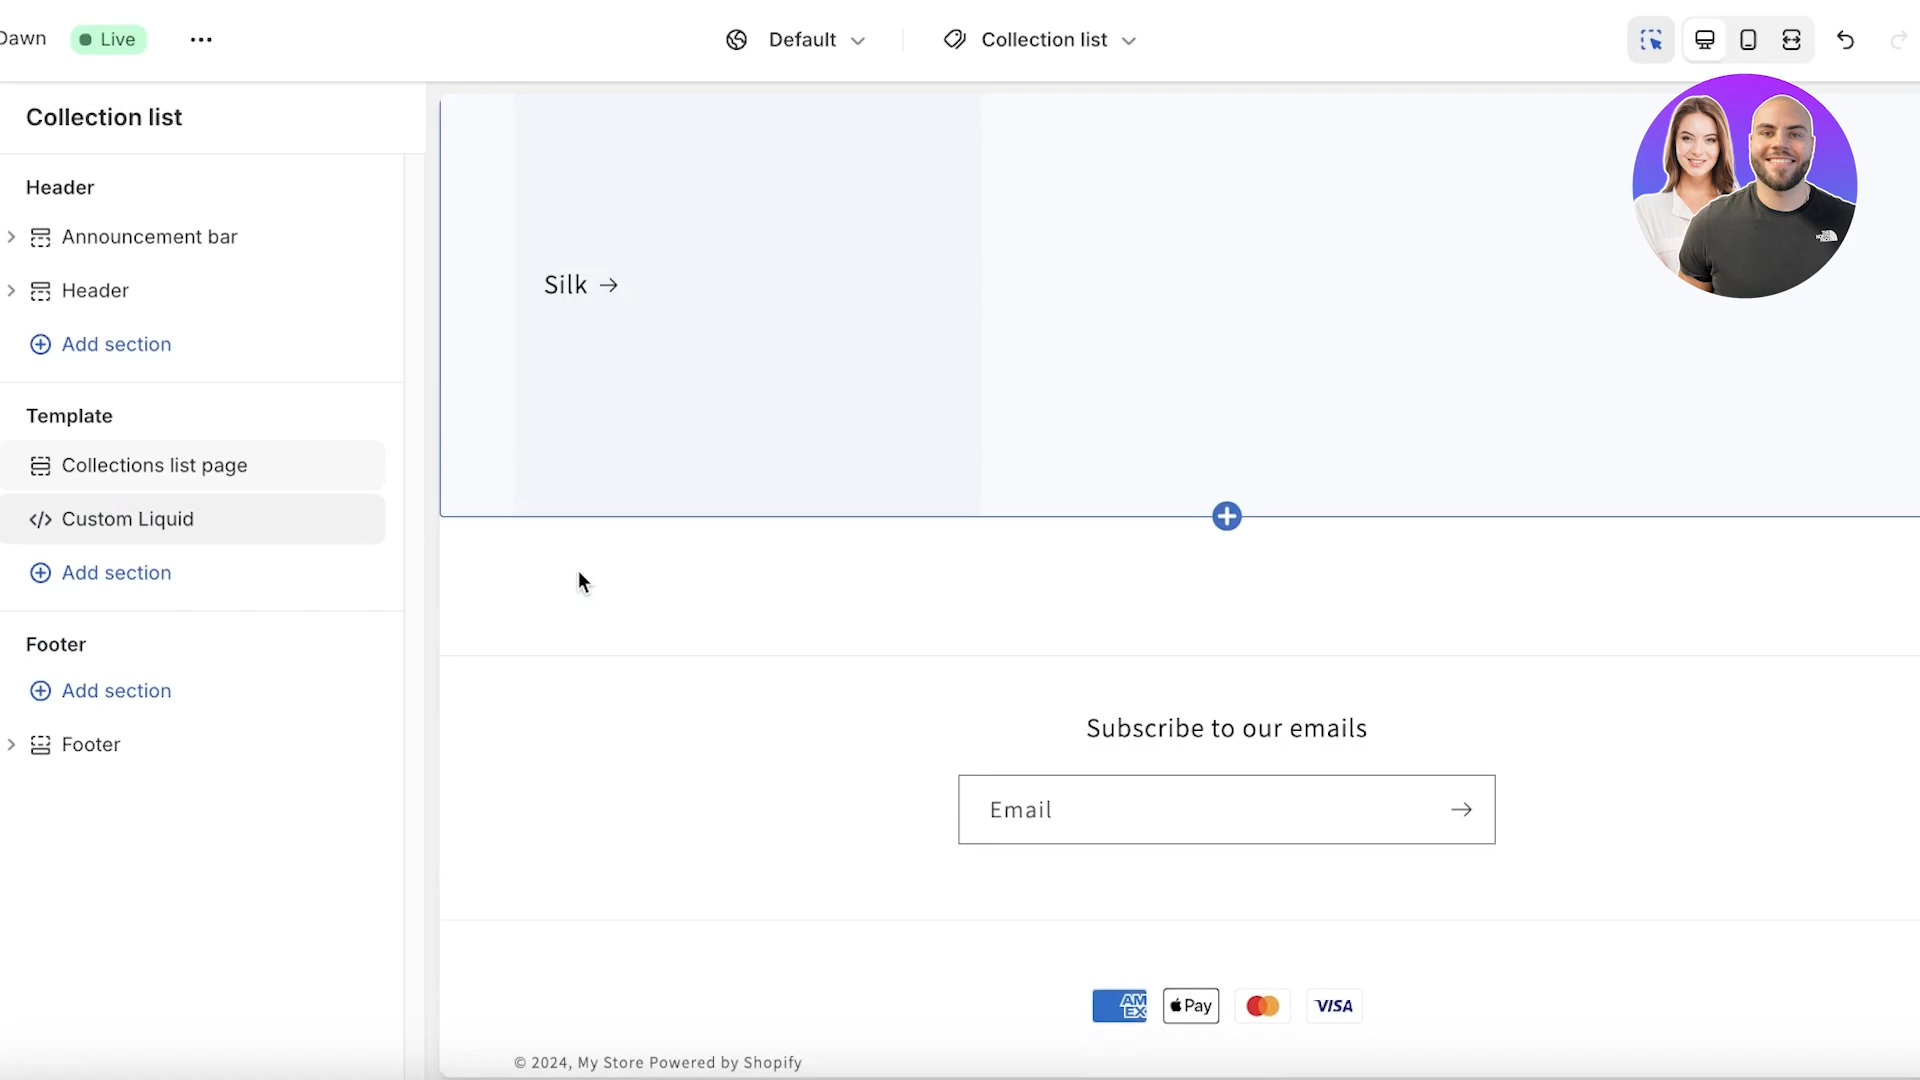 Dawn
Live
Default
Collection list
Collection list
Header
Announcement bar
Header
Add section
Template
Collections list page
Custom Liquid
Add section
Footer
Add section
Footer
Silk →
Subscribe to our emails
Email
AM
EX
Pay
VISA
© 2024, My Store Powered by Shopify